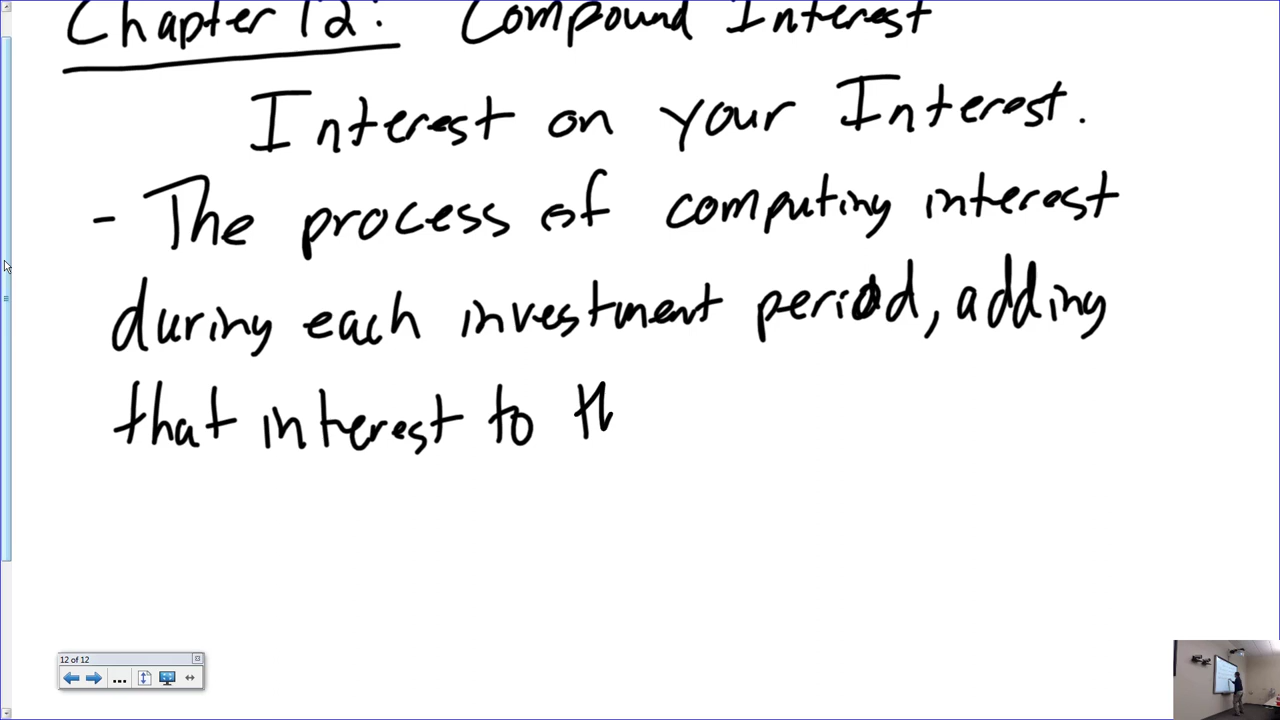 Chapter 12: Compound Interest
Interest on your Interest.
- The process of computing interest
during each investment period, adding
that interest to th
12 of 12